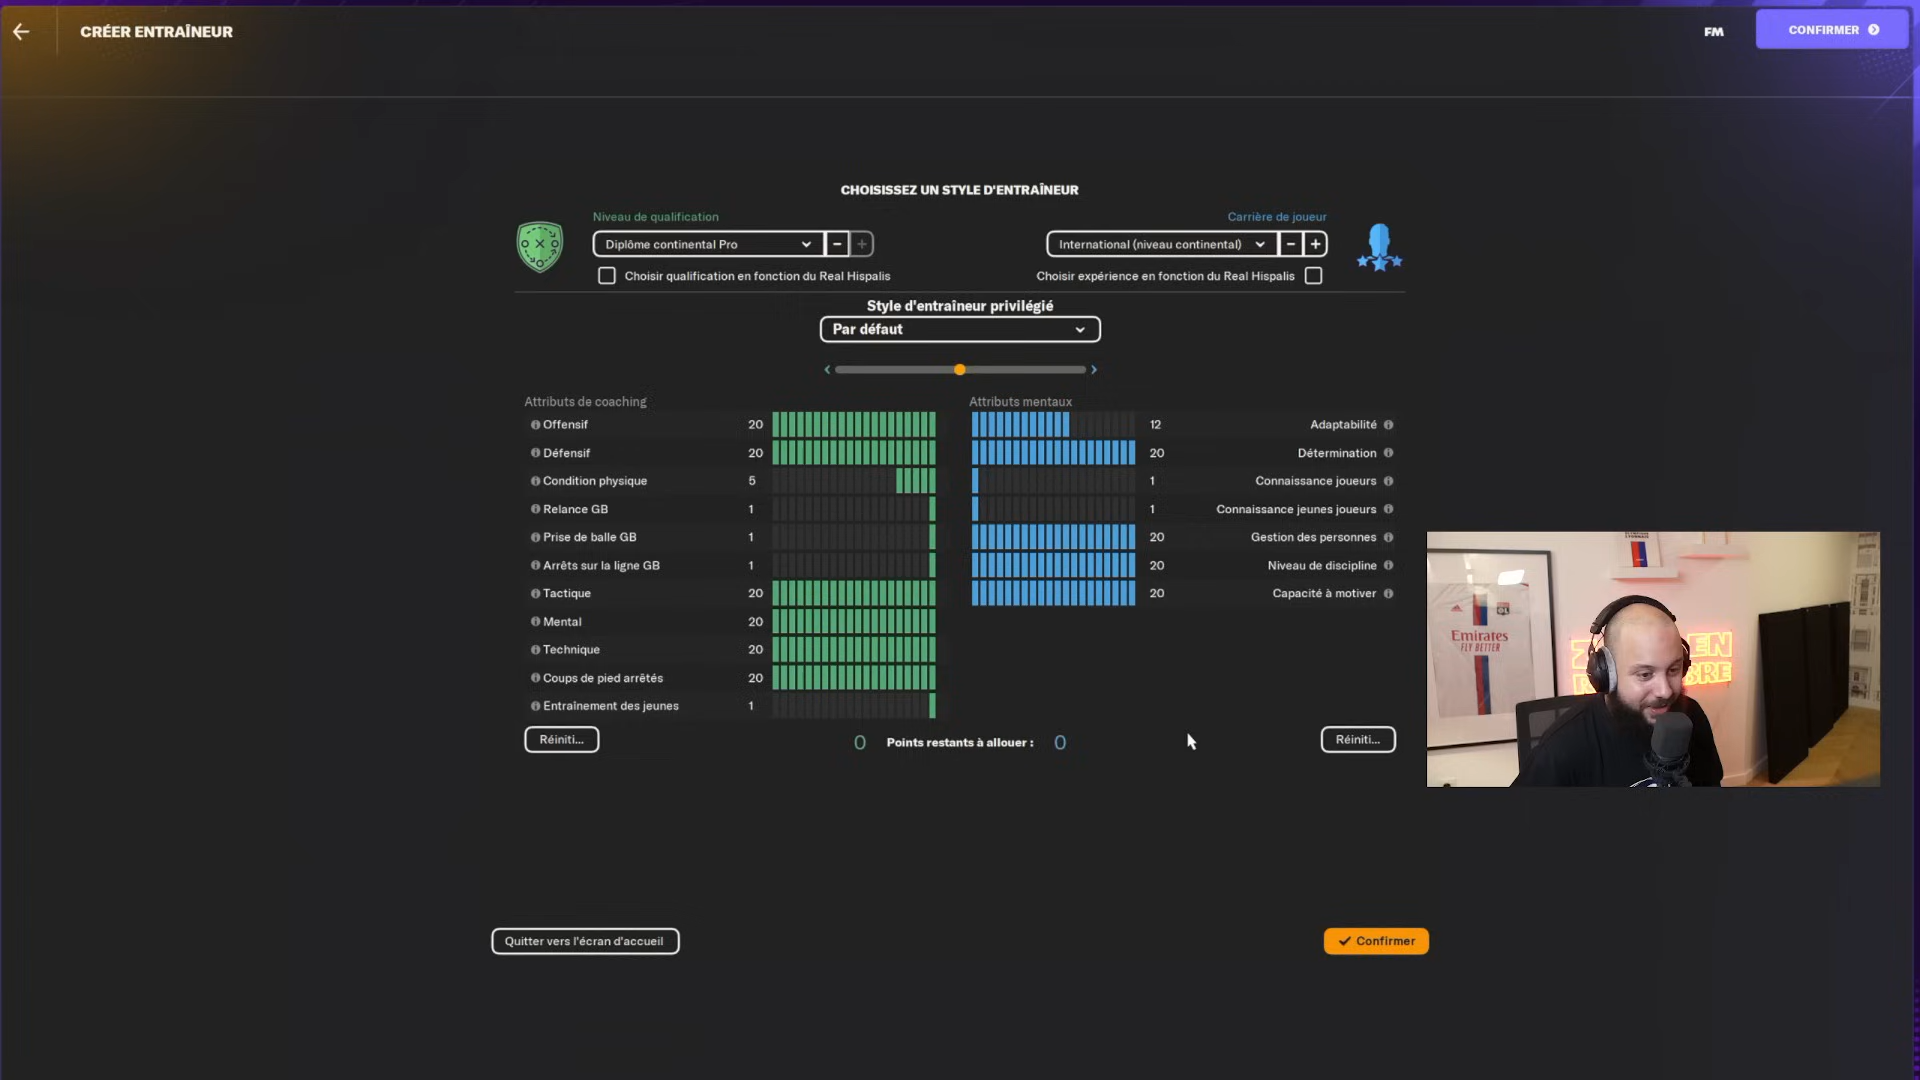 CRÉER ENTRAÎNEUR
FM
CONFIRMER
CHOISISSEZ UN STYLE D'ENTRAÎNEUR
Niveau de qualification
Carrière de joueur
Diplôme continental Pro
International (niveau continental)
Choisir qualification en fonction du Real Hispalis
Choisir expérience en fonction du Real Hispalis
Style d'entraîneur privilégié
Par défaut
Attributs de coaching
Attributs mentaux
Offensif 20
12 Adaptabilité
Défensif 20
20 Détermination
Condition physique 5
1 Connaissance joueurs
Relance GB 1
1 Connaissance jeunes joueurs
Prise de balle GB 1
20 Gestion des personnes
Arrêts sur la ligne GB 1
20 Niveau de discipline
Tactique 20
20 Capacité à motiver
Mental 20
Technique 20
Coups de pied arrêtés 20
Entraînement des jeunes 1
Réiniti...
0 Points restants à allouer : 0
Réiniti...
Quitter vers l'écran d'accueil
Confirmer
Emirates
FLY BETTER